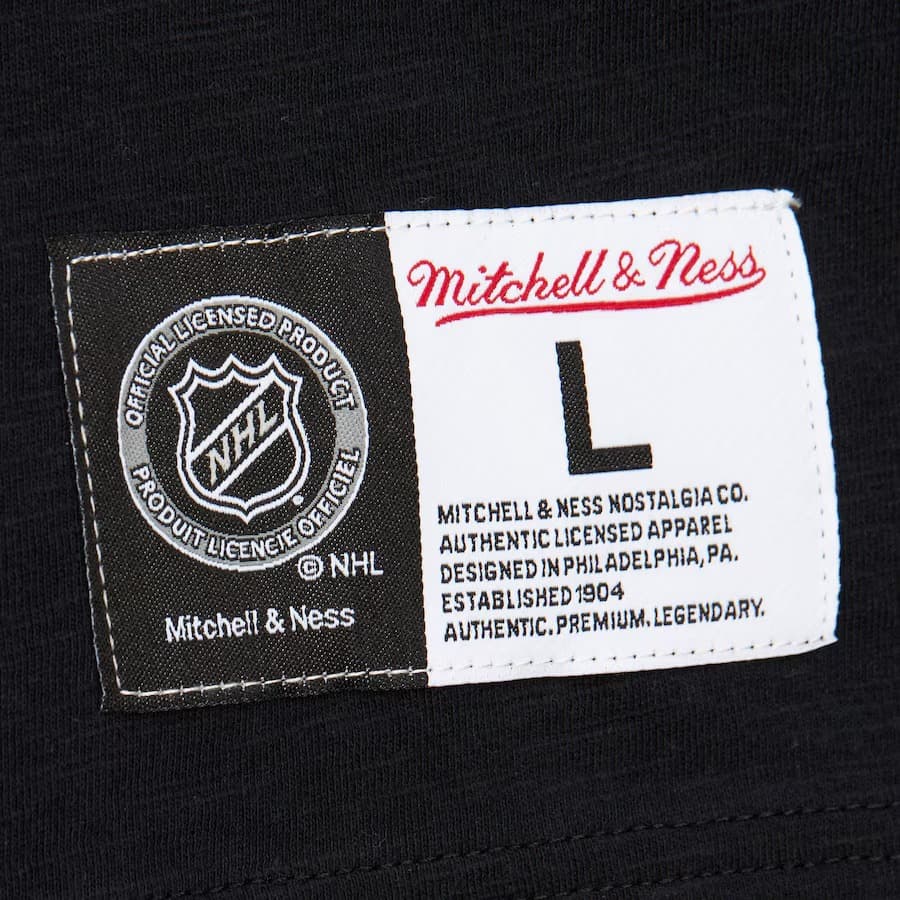 OFFICIAL LICENSED PRODUCT
NHL
PRODUIT LICENCIE OFFICIEL
© NHL
Mitchell & Ness
Mitchell & Ness
L
MITCHELL & NESS NOSTALGIA CO.
AUTHENTIC LICENSED APPAREL
DESIGNED IN PHILADELPHIA, PA.
ESTABLISHED 1904
AUTHENTIC. PREMIUM. LEGENDARY.